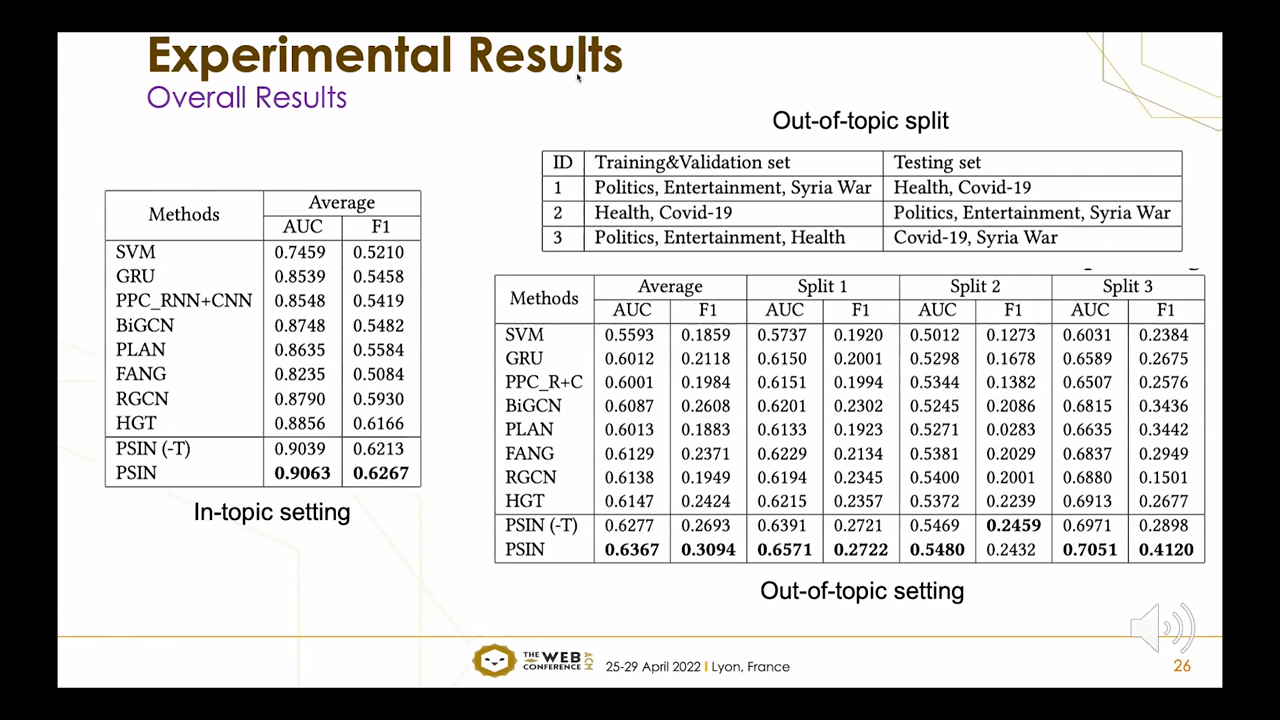 Experimental Results
Overall Results
Methods Average
AUC F1
SVM 0.7459 0.5210
GRU 0.8539 0.5458
PPC_RNN+CNN 0.8548 0.5419
BiGCN 0.8748 0.5482
PLAN 0.8635 0.5584
FANG 0.8235 0.5084
RGCN 0.8790 0.5930
HGT 0.8856 0.6166
PSIN (-T) 0.9039 0.6213
PSIN 0.9063 0.6267
In-topic setting
Out-of-topic split
ID Training&Validation set Testing set
1 Politics, Entertainment, Syria War Health, Covid-19
2 Health, Covid-19 Politics, Entertainment, Syria War
3 Politics, Entertainment, Health Covid-19, Syria War
Methods Average Split 1 Split 2 Split 3
AUC F1 AUC F1 AUC F1 AUC F1
SVM 0.5593 0.1859 0.5737 0.1920 0.5012 0.1273 0.6031 0.2384
GRU 0.6012 0.2118 0.6150 0.2001 0.5298 0.1678 0.6589 0.2675
PPC_R+C 0.6001 0.1984 0.6151 0.1994 0.5344 0.1382 0.6507 0.2576
BiGCN 0.6087 0.2608 0.6201 0.2302 0.5245 0.2086 0.6815 0.3436
PLAN 0.6013 0.1883 0.6133 0.1923 0.5271 0.0283 0.6635 0.3442
FANG 0.6129 0.2371 0.6229 0.2134 0.5381 0.2029 0.6837 0.2949
RGCN 0.6138 0.1949 0.6194 0.2345 0.5400 0.2001 0.6880 0.1501
HGT 0.6147 0.2424 0.6215 0.2357 0.5372 0.2239 0.6913 0.2677
PSIN (-T) 0.6277 0.2693 0.6391 0.2721 0.5469 0.2459 0.6971 0.2898
PSIN 0.6367 0.3094 0.6571 0.2722 0.5480 0.2432 0.7051 0.4120
Out-of-topic setting
THE WEB CONFERENCE ACM
25-29 April 2022 I Lyon, France
26